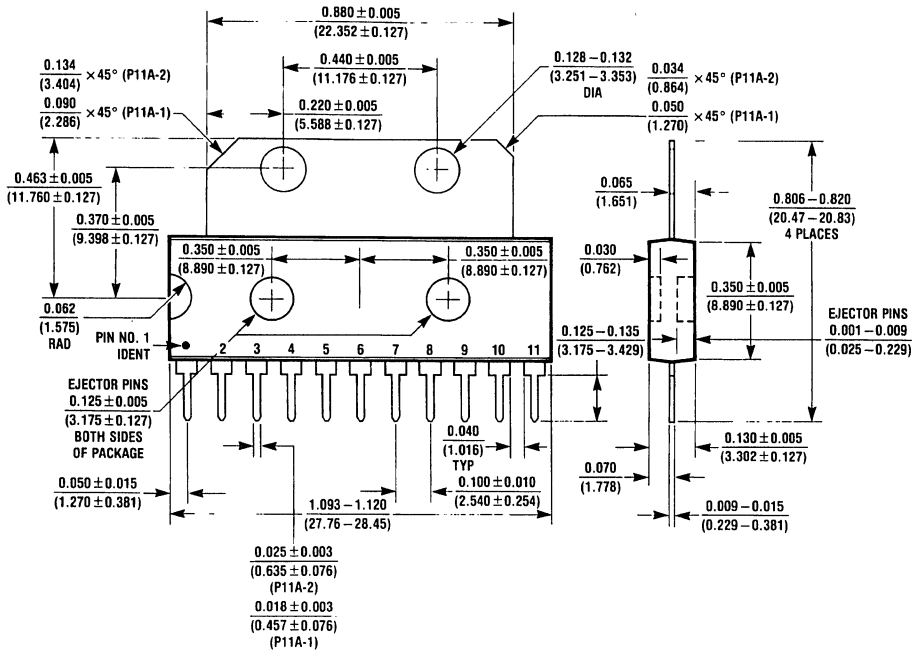 0.880 ± 0.005
(22.352 ± 0.127)
0.440 ± 0.005
(11.176 ± 0.127)
0.128 – 0.132
(3.251 – 3.353)
DIA
0.134
(3.404)
× 45° (P11A-2)
0.090
(2.286)
× 45° (P11A-1)
0.220 ± 0.005
(5.588 ± 0.127)
0.034
(0.864)
× 45° (P11A-2)
0.050
(1.270)
× 45° (P11A-1)
0.463 ± 0.005
(11.760 ± 0.127)
0.370 ± 0.005
(9.398 ± 0.127)
0.065
(1.651)
0.806 – 0.820
(20.47 – 20.83)
4 PLACES
0.350 ± 0.005
(8.890 ± 0.127)
0.350 ± 0.005
(8.890 ± 0.127)
0.030
(0.762)
0.350 ± 0.005
(8.890 ± 0.127)
0.062
(1.575)
RAD
PIN NO. 1
IDENT
2 3 4 5 6 7 8 9 10 11
0.125 – 0.135
(3.175 – 3.429)
EJECTOR PINS
0.001 – 0.009
(0.025 – 0.229)
EJECTOR PINS
0.125 ± 0.005
(3.175 ± 0.127)
BOTH SIDES
OF PACKAGE
0.040
(1.016)
TYP
0.130 ± 0.005
(3.302 ± 0.127)
0.050 ± 0.015
(1.270 ± 0.381)
1.093 – 1.120
(27.76 – 28.45)
0.100 ± 0.010
(2.540 ± 0.254)
0.070
(1.778)
0.009 – 0.015
(0.229 – 0.381)
0.025 ± 0.003
(0.635 ± 0.076)
(P11A-2)
0.018 ± 0.003
(0.457 ± 0.076)
(P11A-1)